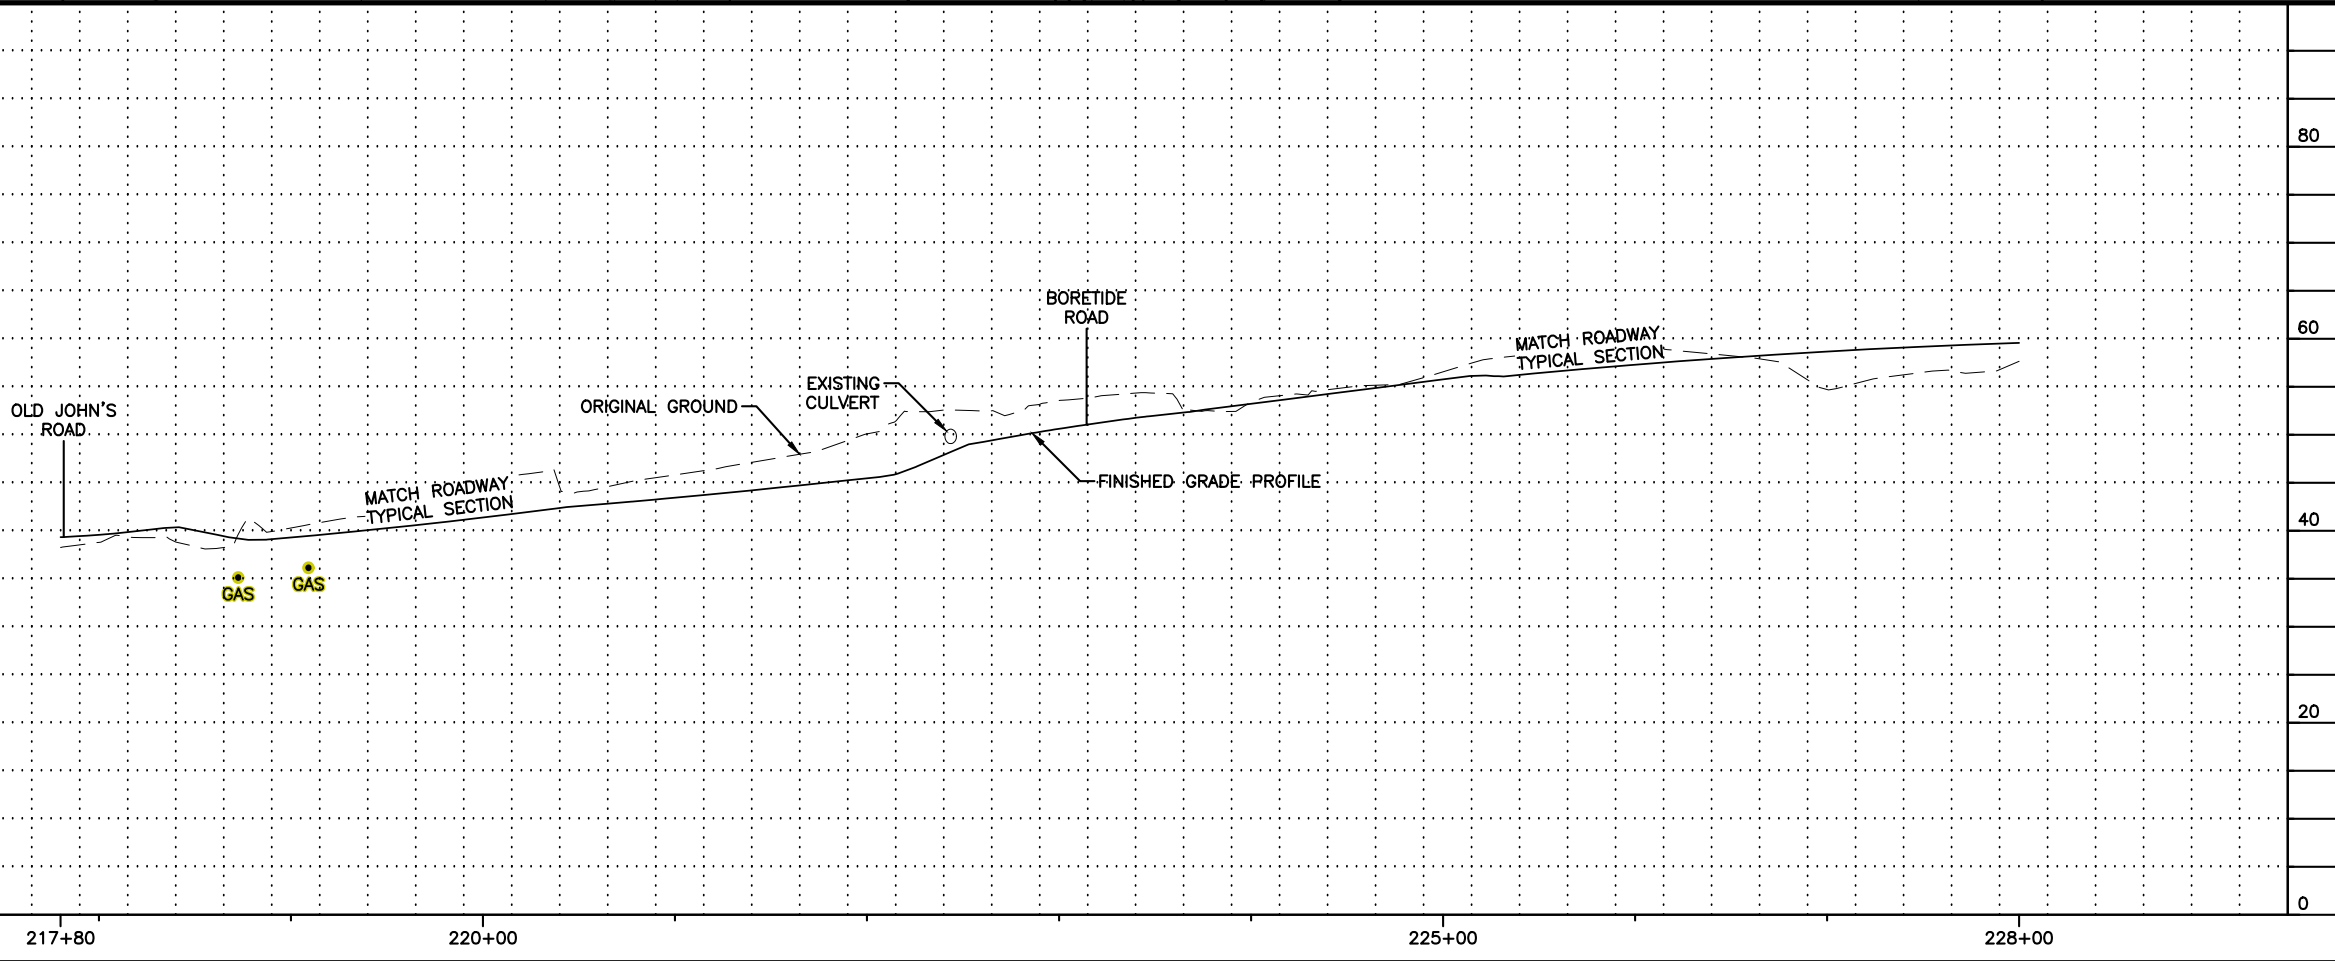 80
BORETIDE
ROAD
60
MATCH ROADWAY
TYPICAL SECTION
EXISTING
CULVERT
ORIGINAL GROUND
OLD JOHN'S
ROAD
FINISHED GRADE PROFILE
MATCH ROADWAY
TYPICAL SECTION
40
GAS
GAS
20
0
217+80
220+00
225+00
228+00